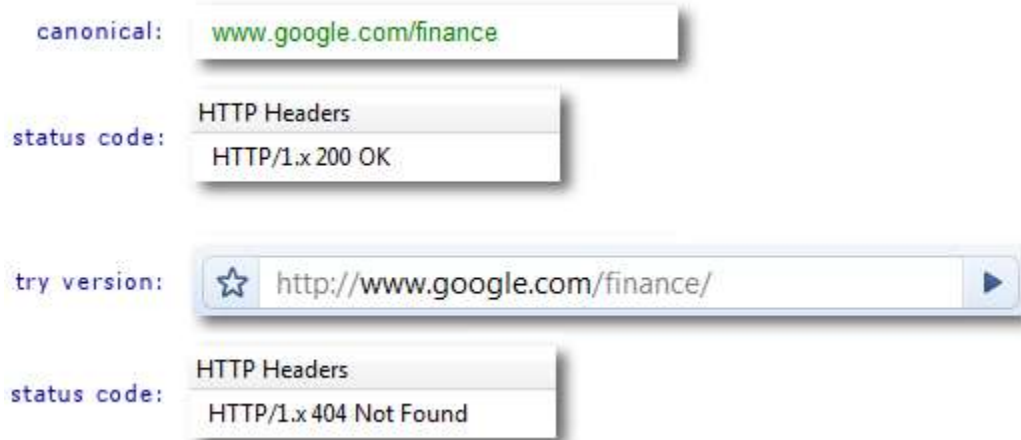 canonical: www.google.com/finance
HTTP Headers
status code: HTTP/1.x 200 OK
try version: http://www.google.com/finance/
HTTP Headers
status code: HTTP/1.x 404 Not Found